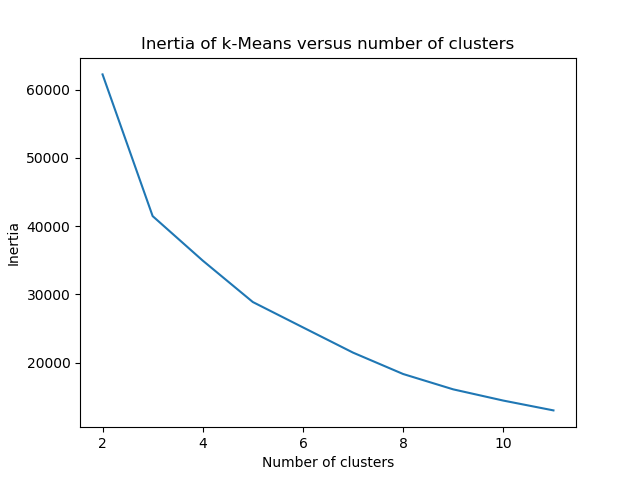 Inertia of k-Means versus number of clusters
60000
50000
40000
30000
20000
Inertia
2 4 6 8 10
Number of clusters